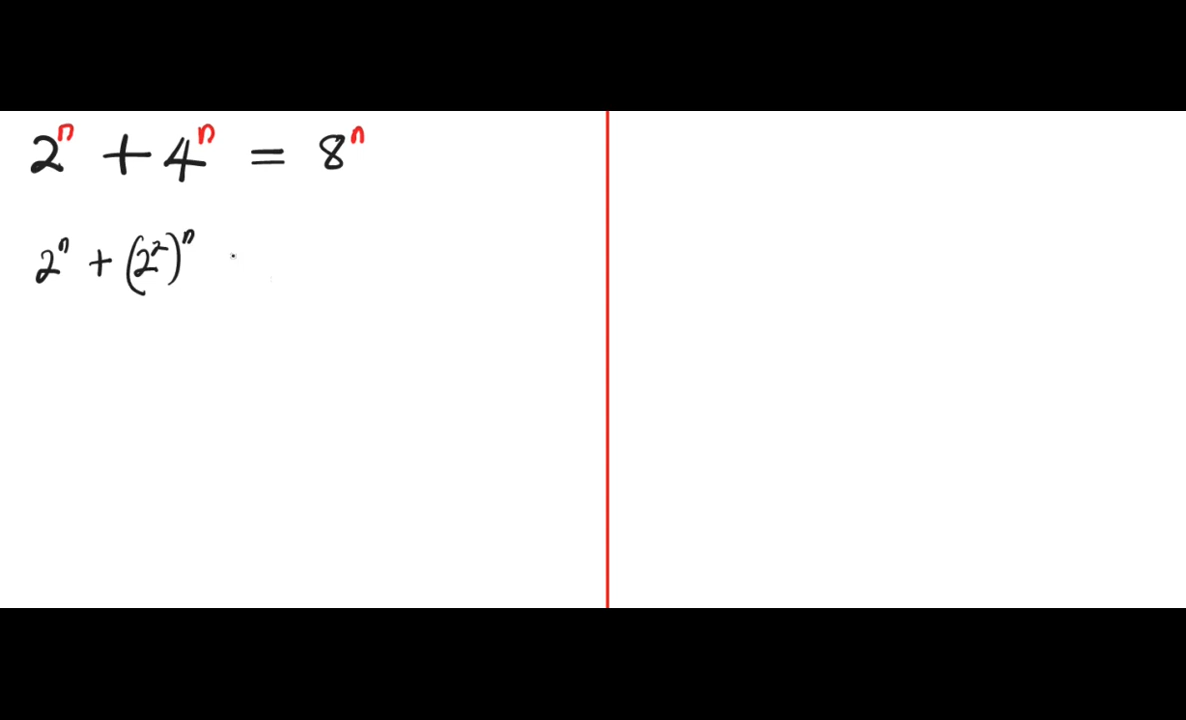 2ⁿ + 4ⁿ = 8ⁿ
2ⁿ + (2²)ⁿ